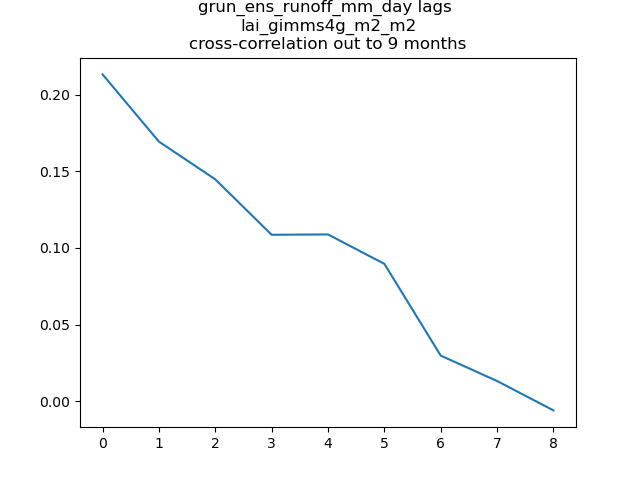 grun_ens_runoff_mm_day lags
lai_gimms4g_m2_m2
cross-correlation out to 9 months
0.20
0.15
0.10
0.05
0.00
0 1 2 3 4 5 6 7 8